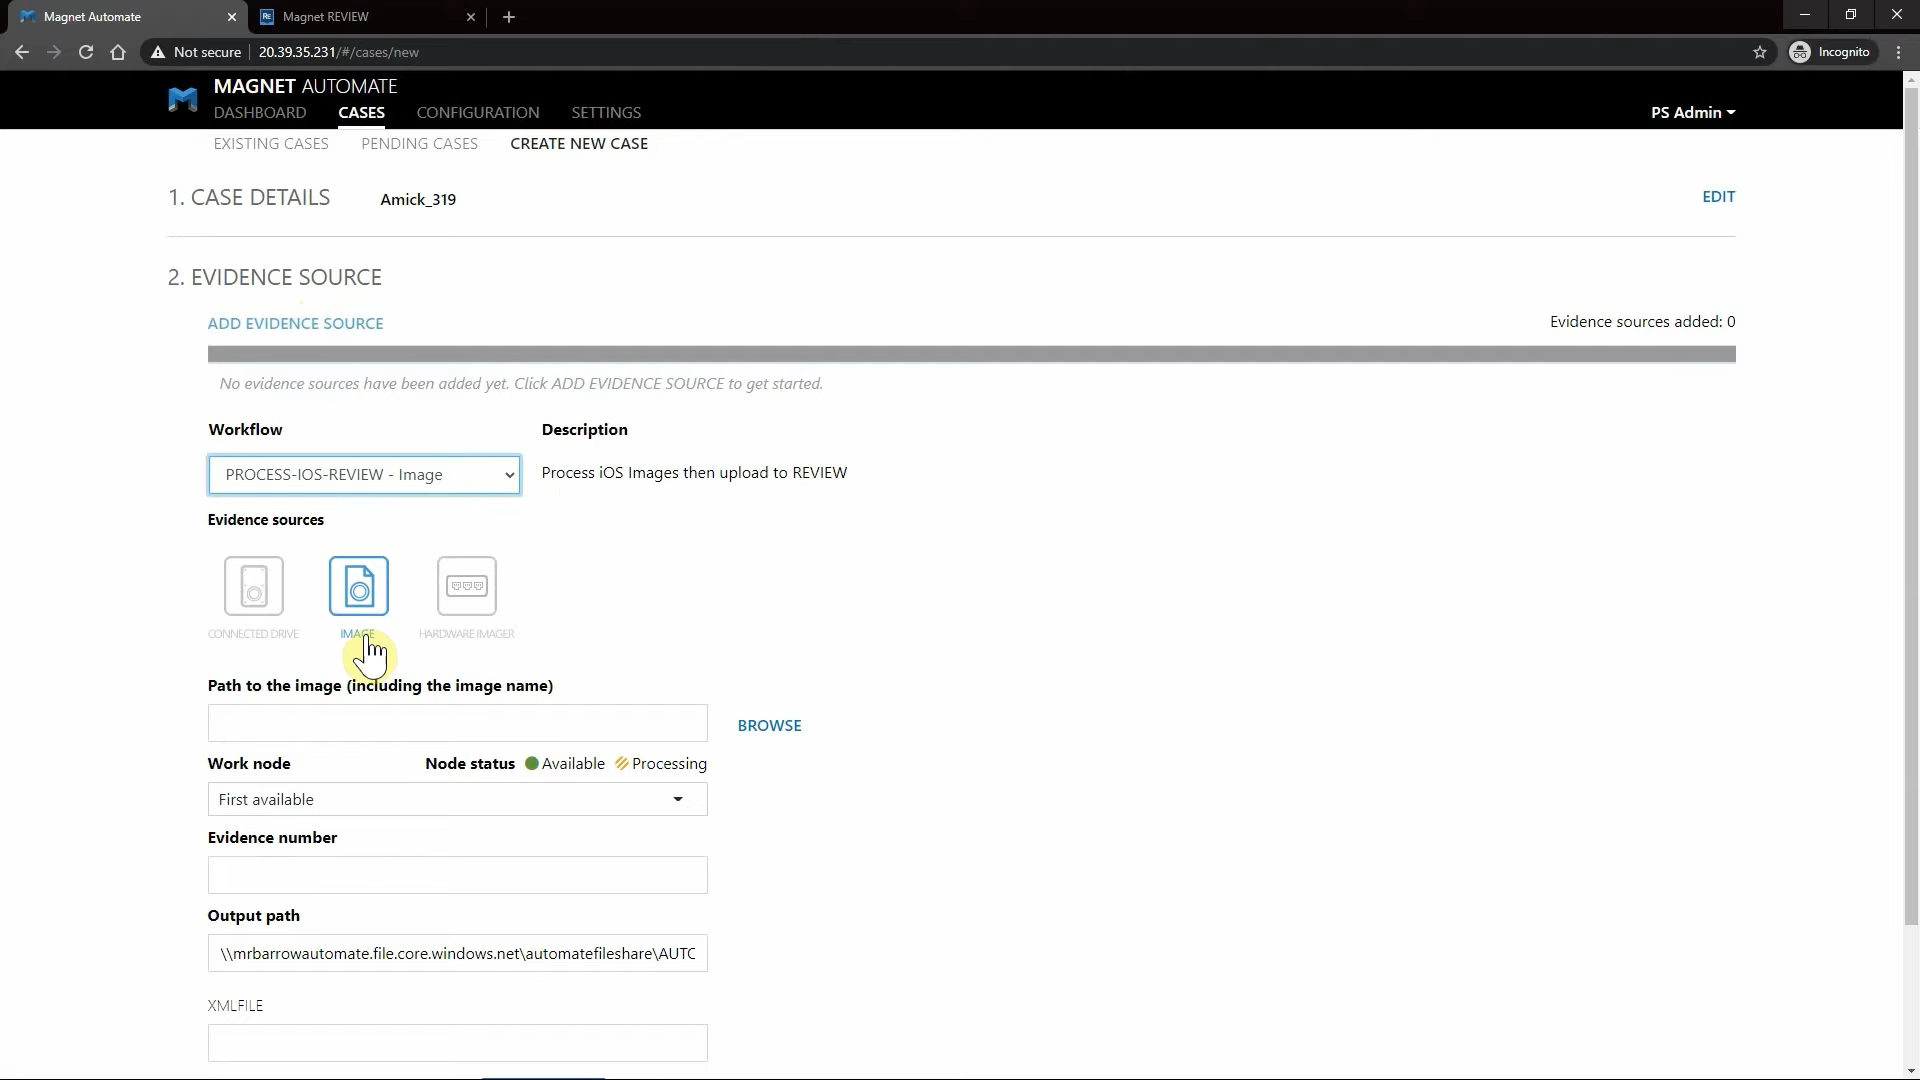 Magnet Automate
Magnet REVIEW
Not secure 20.39.35.231/#/cases/new
Incognito
MAGNET AUTOMATE
DASHBOARD CASES CONFIGURATION SETTINGS
PS Admin
EXISTING CASES PENDING CASES CREATE NEW CASE
1. CASE DETAILS Amick_319 EDIT
2. EVIDENCE SOURCE
ADD EVIDENCE SOURCE Evidence sources added: 0
No evidence sources have been added yet. Click ADD EVIDENCE SOURCE to get started.
Workflow Description
PROCESS-IOS-REVIEW - Image Process iOS Images then upload to REVIEW
Evidence sources
CONNECTED DRIVE IMAGE HARDWARE IMAGER
Path to the image (including the image name)
BROWSE
Work node Node status Available Processing
First available
Evidence number
Output path
\\mrbarrowautomate.file.core.windows.net\automatefileshare\AUTC
XMLFILE